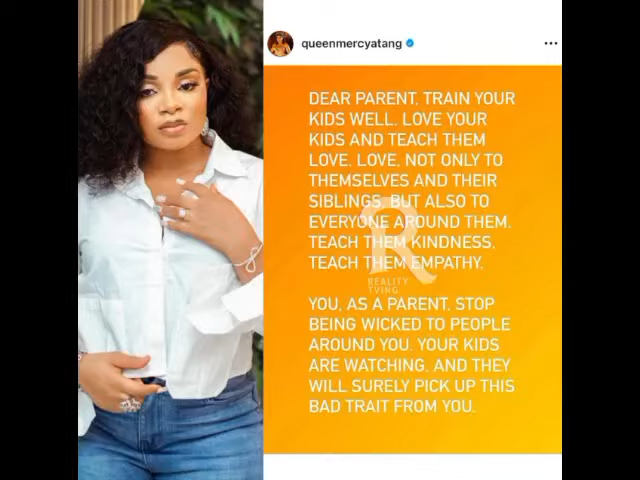 queenmercyatang
DEAR PARENT, TRAIN YOUR
KIDS WELL. LOVE YOUR
KIDS AND TEACH THEM
LOVE. LOVE, NOT ONLY TO
THEMSELVES AND THEIR
SIBLINGS, BUT ALSO TO
EVERYONE AROUND THEM.
TEACH THEM KINDNESS,
TEACH THEM EMPATHY.
R
REALITY
TVING
YOU, AS A PARENT, STOP
BEING WICKED TO PEOPLE
AROUND YOU. YOUR KIDS
ARE WATCHING, AND THEY
WILL SURELY PICK UP THIS
BAD TRAIT FROM YOU.